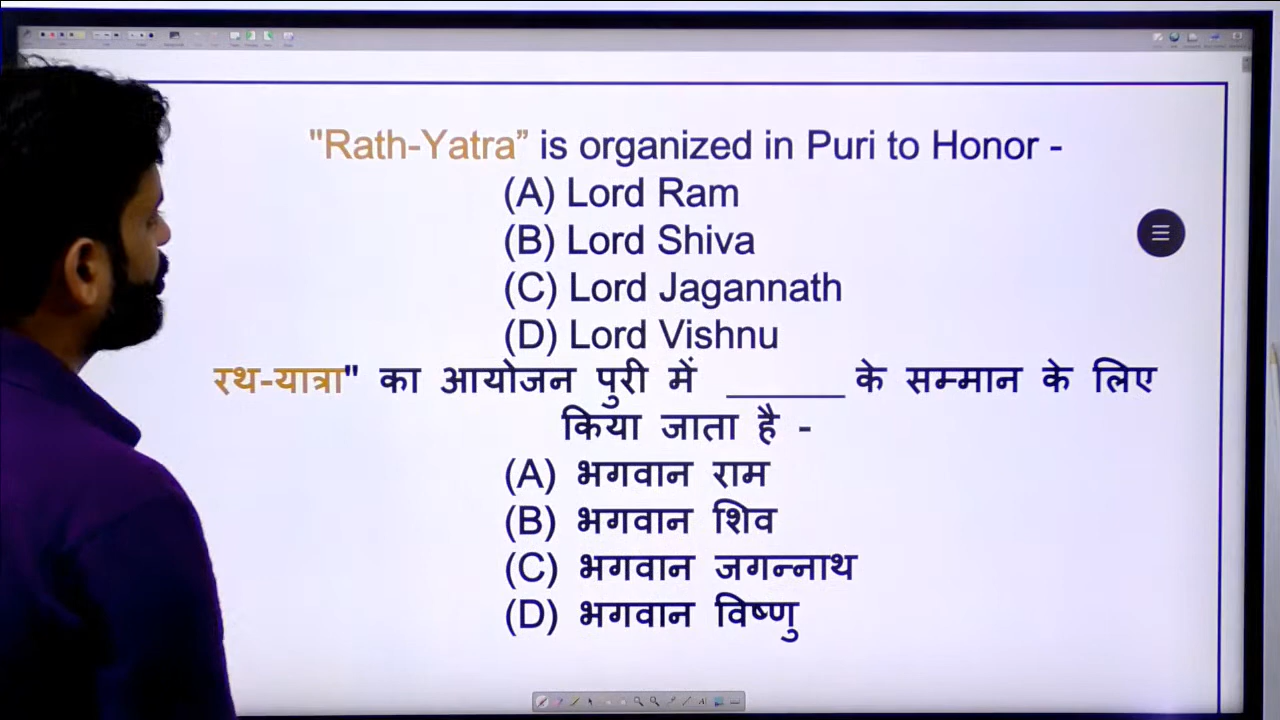 "Rath-Yatra” is organized in Puri to Honor -
(A) Lord Ram
(B) Lord Shiva
(C) Lord Jagannath
(D) Lord Vishnu
रथ-यात्रा" का आयोजन पुरी में ______ के सम्मान के लिए
किया जाता है -
(A) भगवान राम
(B) भगवान शिव
(C) भगवान जगन्नाथ
(D) भगवान विष्णु